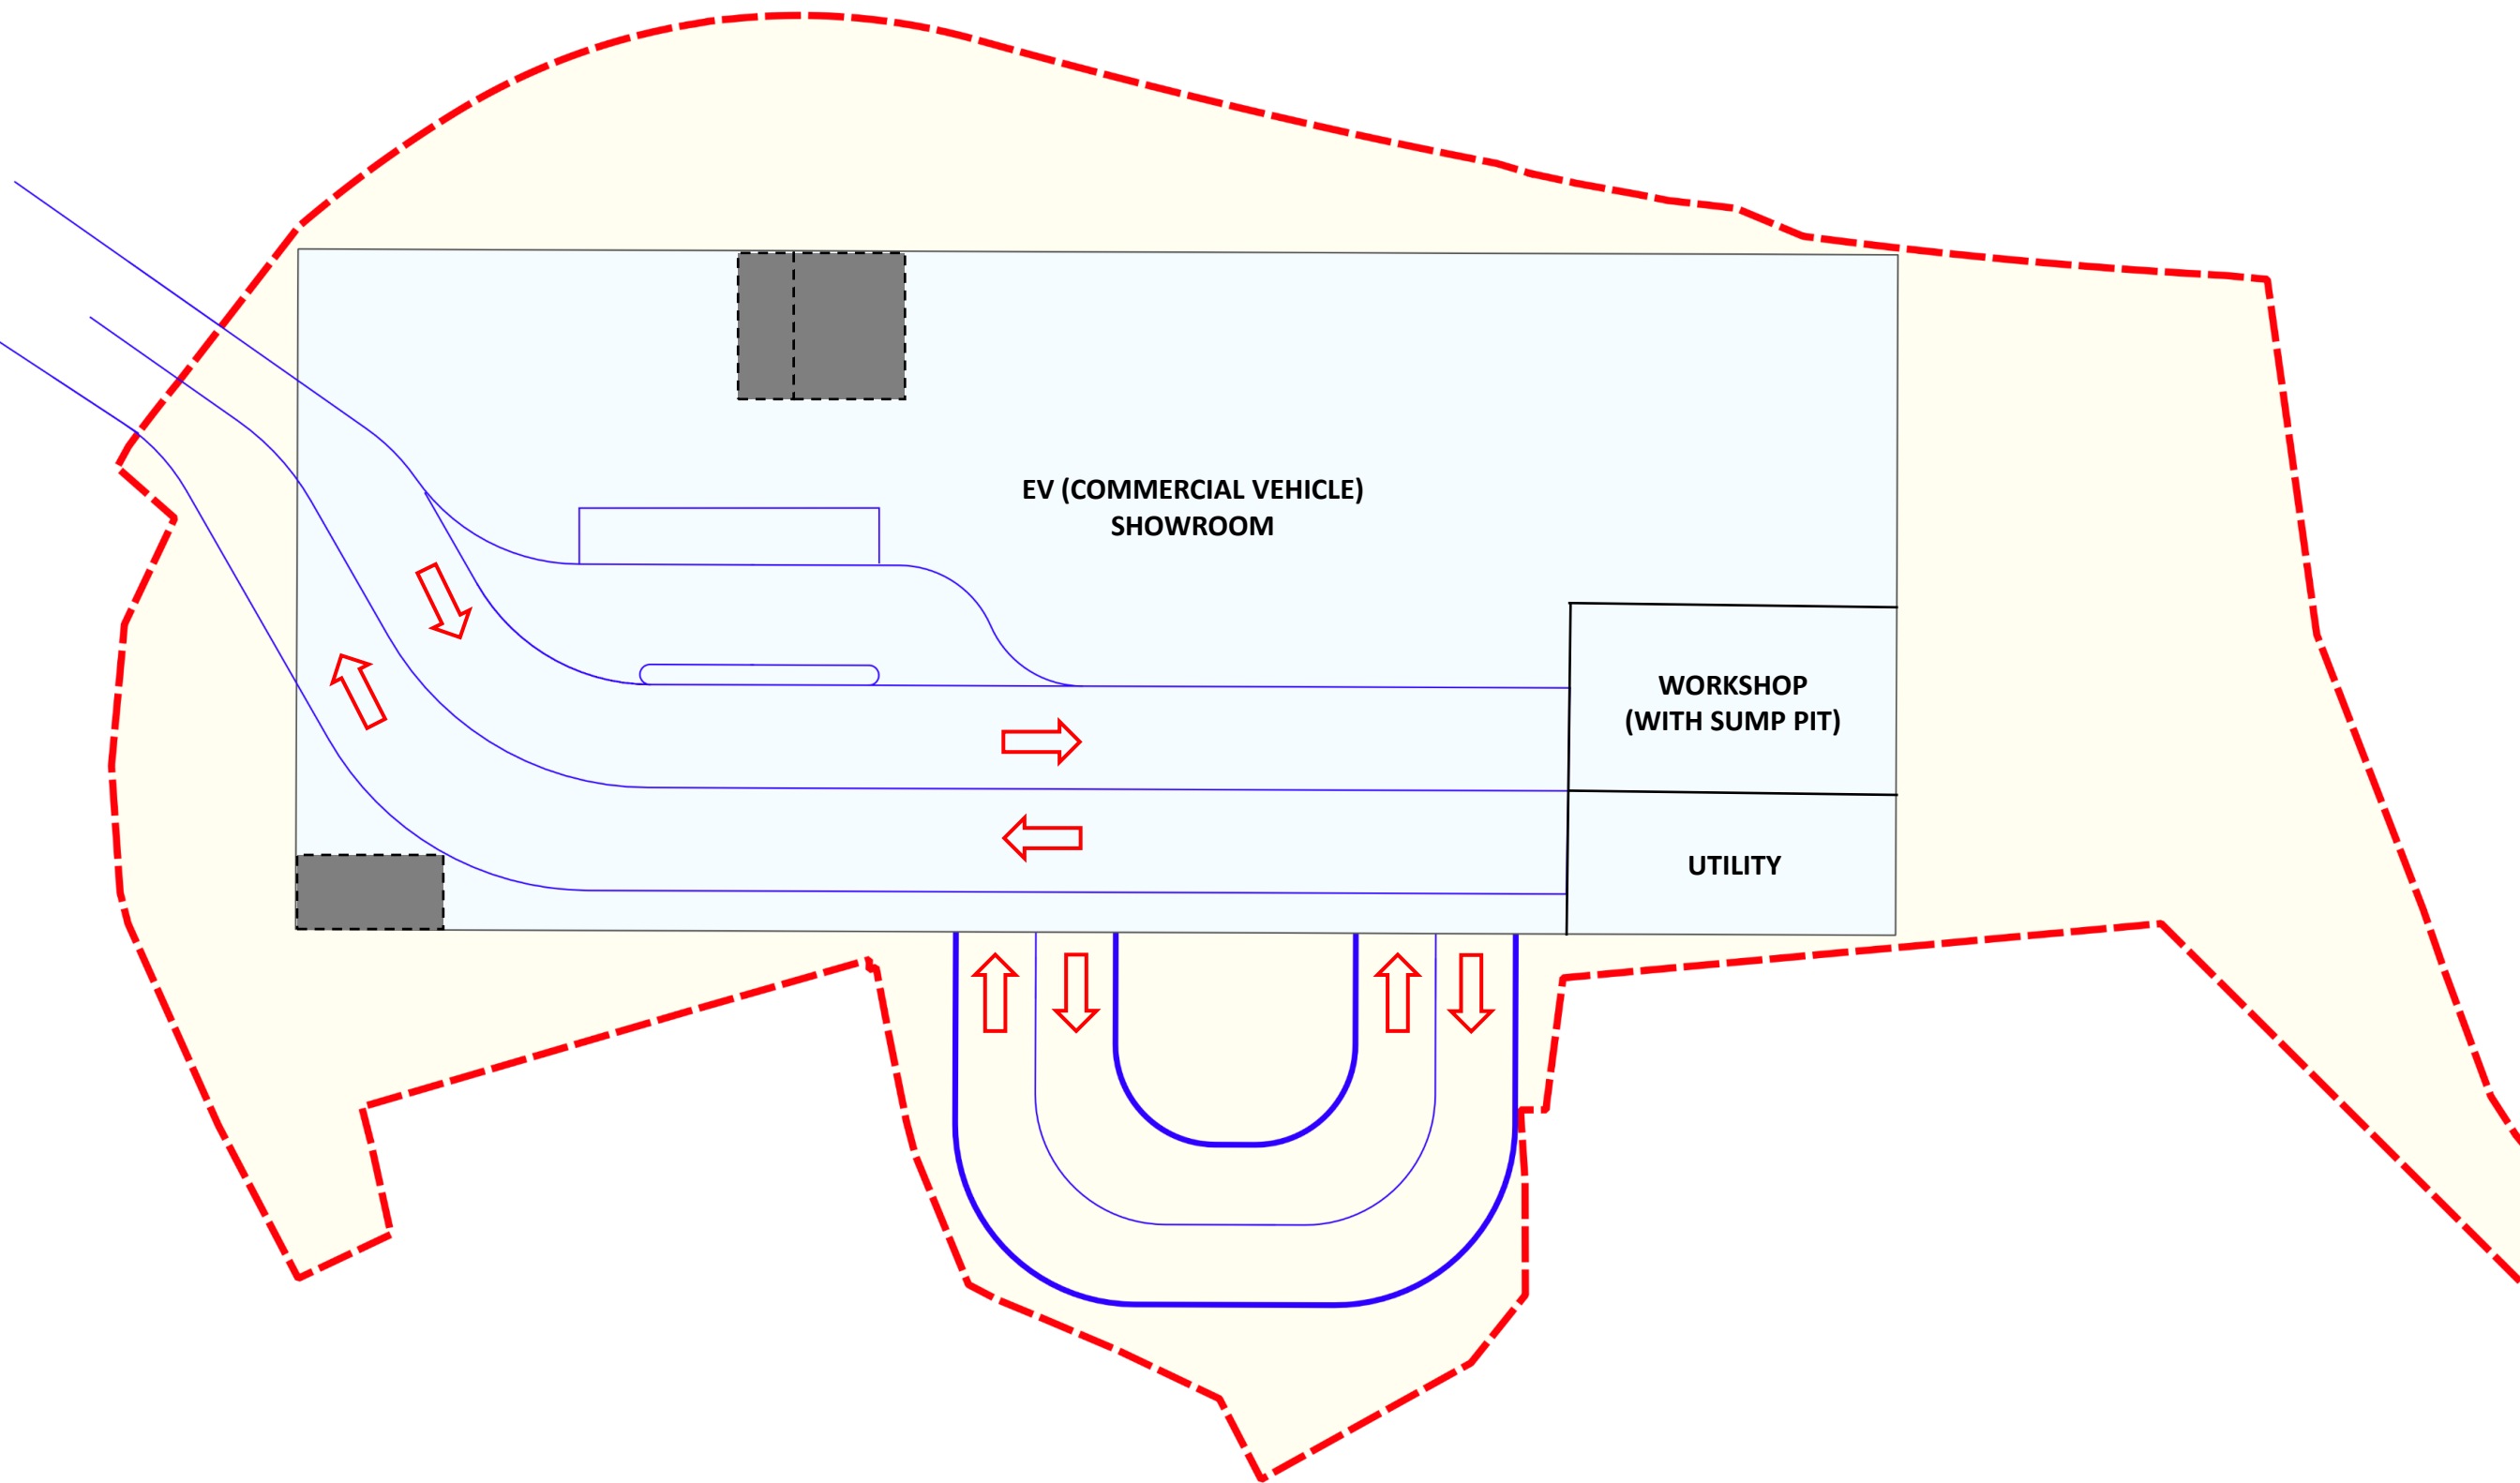 EV (COMMERCIAL VEHICLE)
SHOWROOM
WORKSHOP
(WITH SUMP PIT)
UTILITY